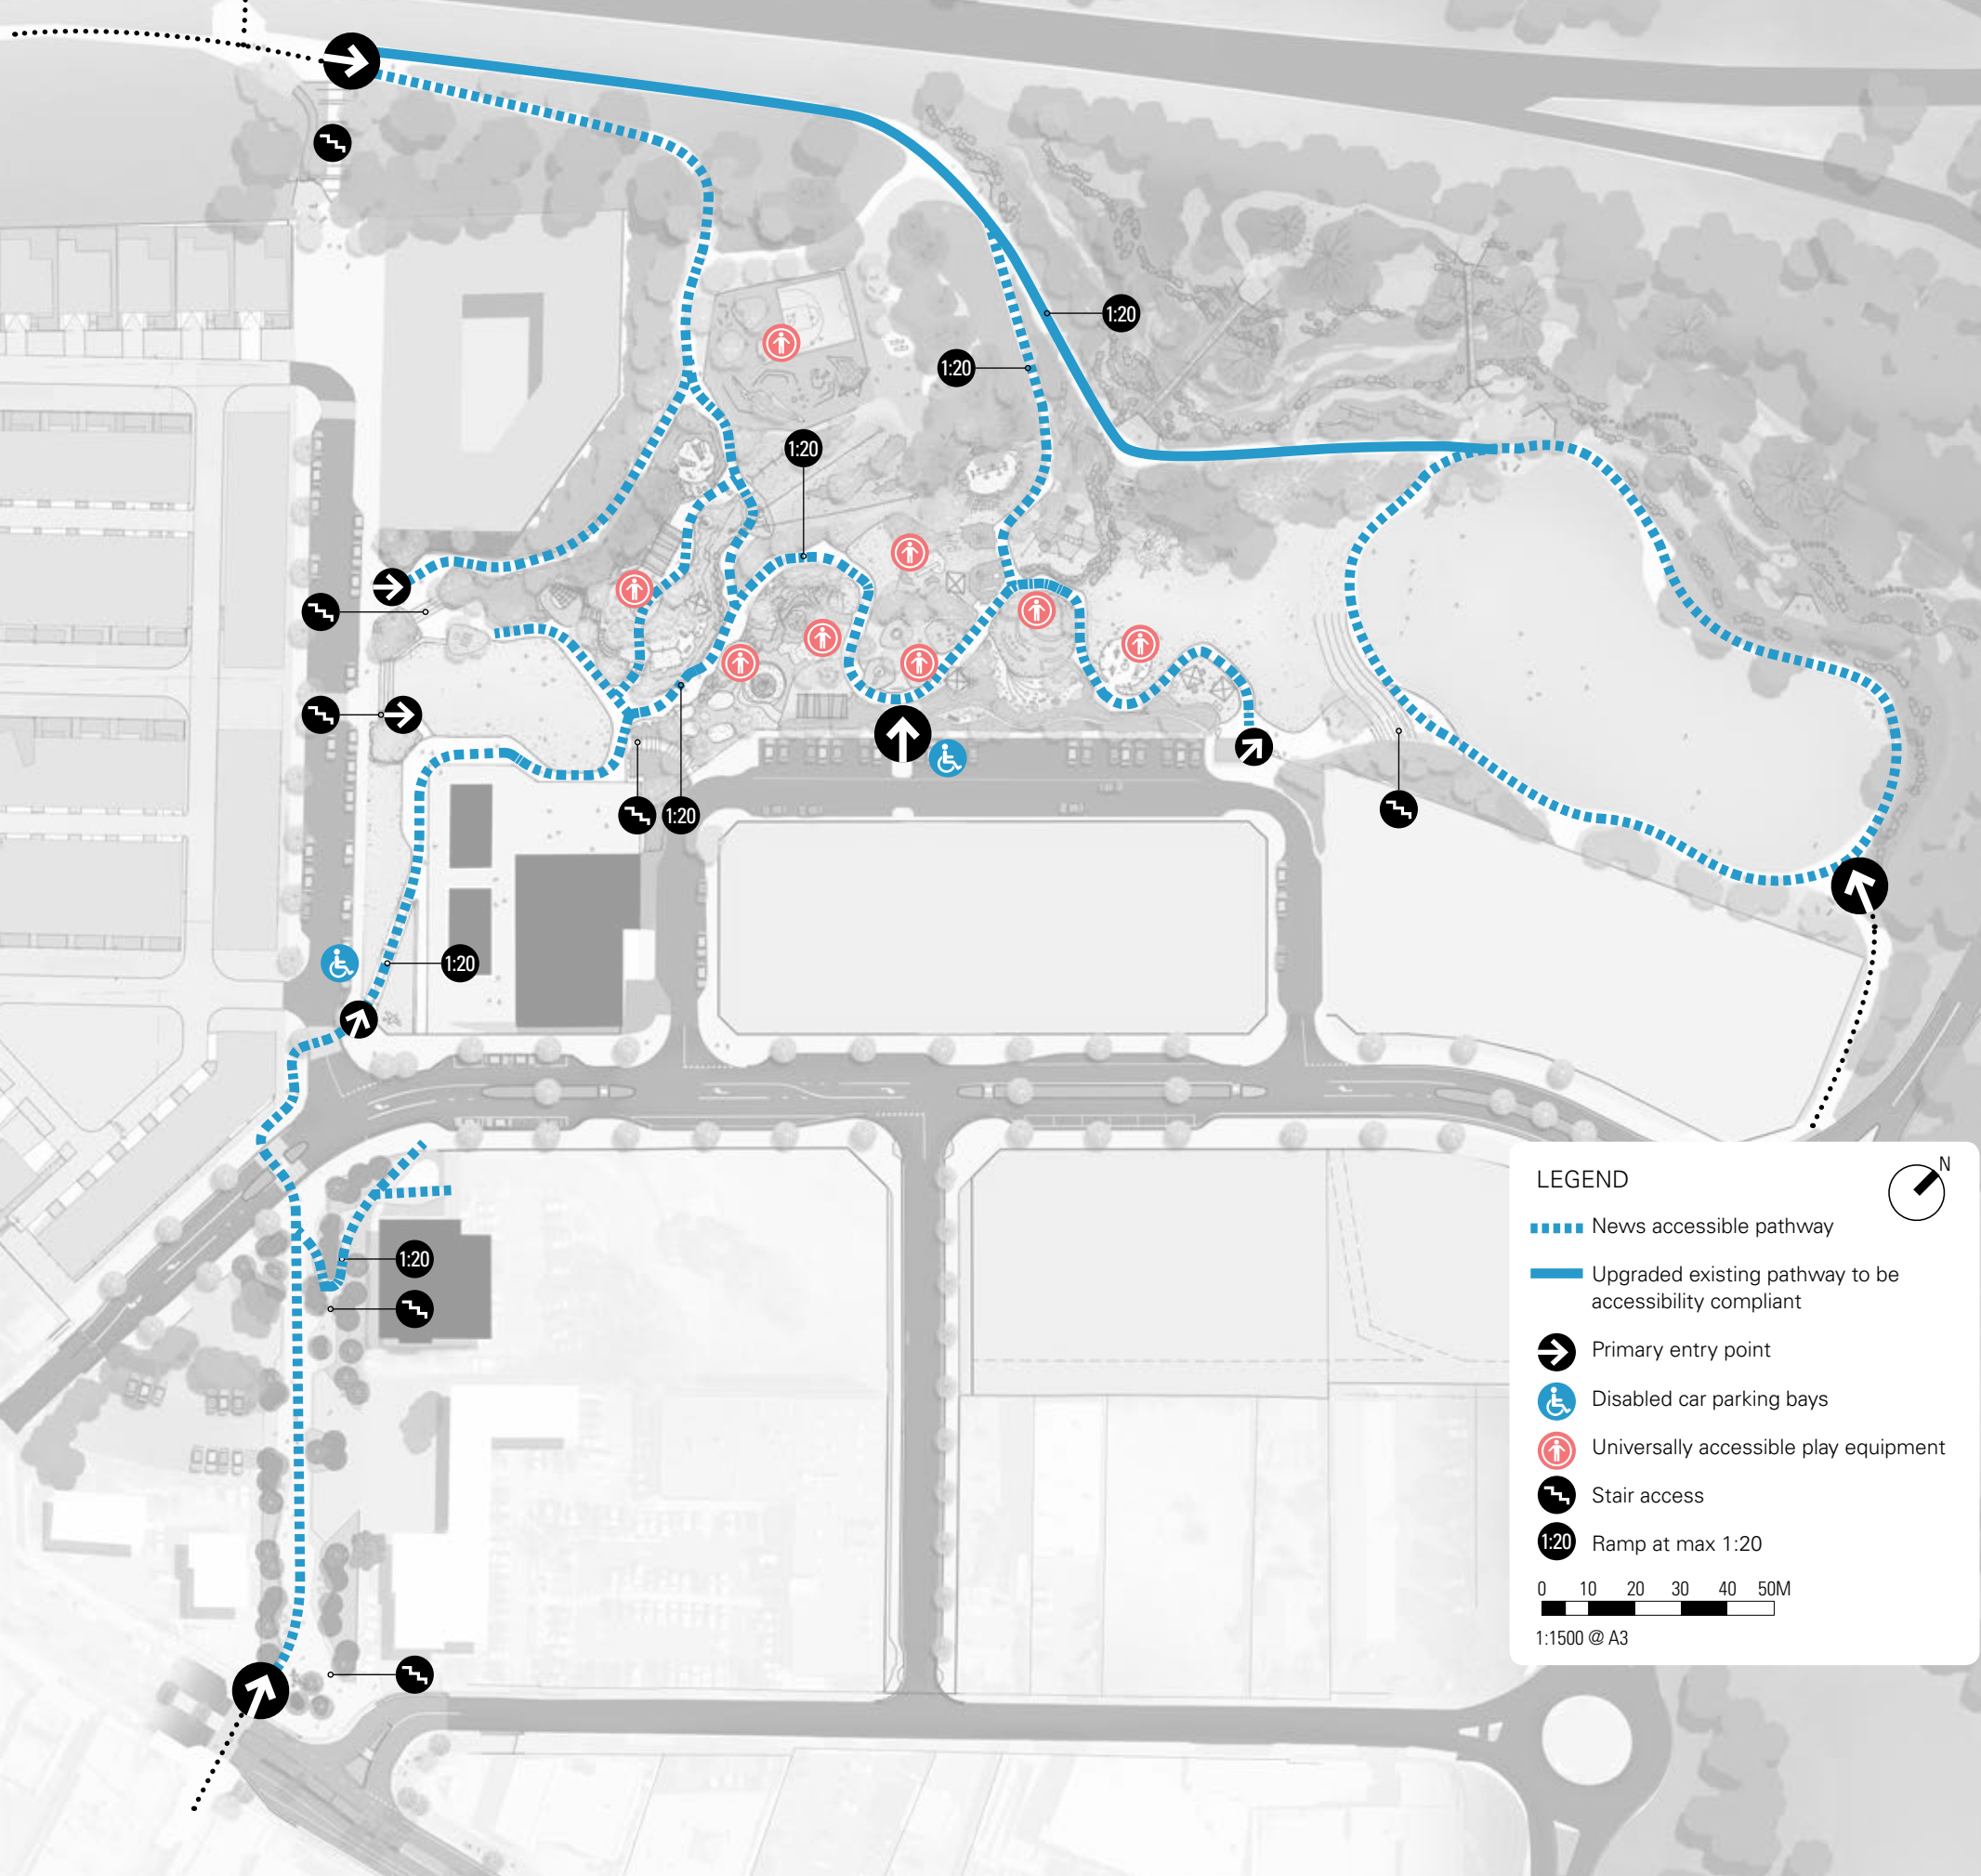 1:20
1:20
1:20
1:20
1:20
1:20
LEGEND
N
News accessible pathway
Upgraded existing pathway to be
accessibility compliant
Primary entry point
Disabled car parking bays
Universally accessible play equipment
Stair access
1:20 Ramp at max 1:20
0 10 20 30 40 50M
1:1500 @ A3